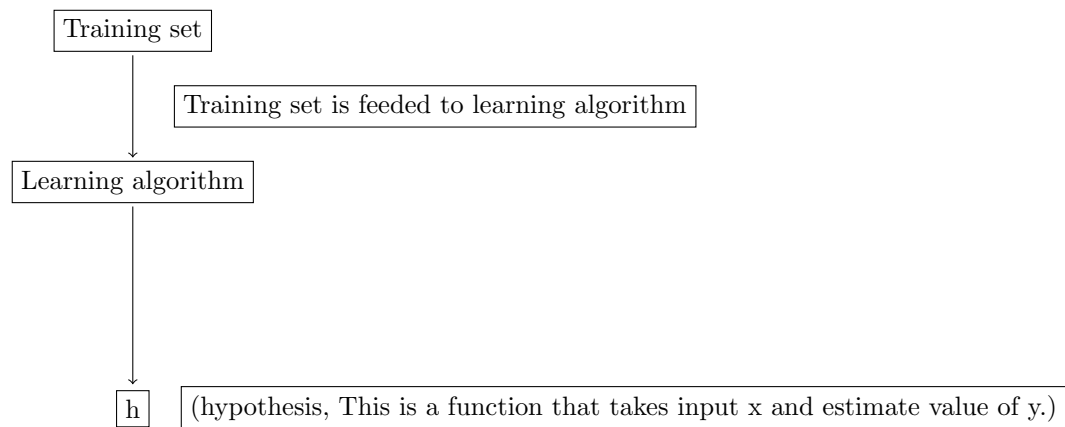 Training set
Training set is feeded to learning algorithm
Learning algorithm
h
(hypothesis, This is a function that takes input x and estimate value of y.)